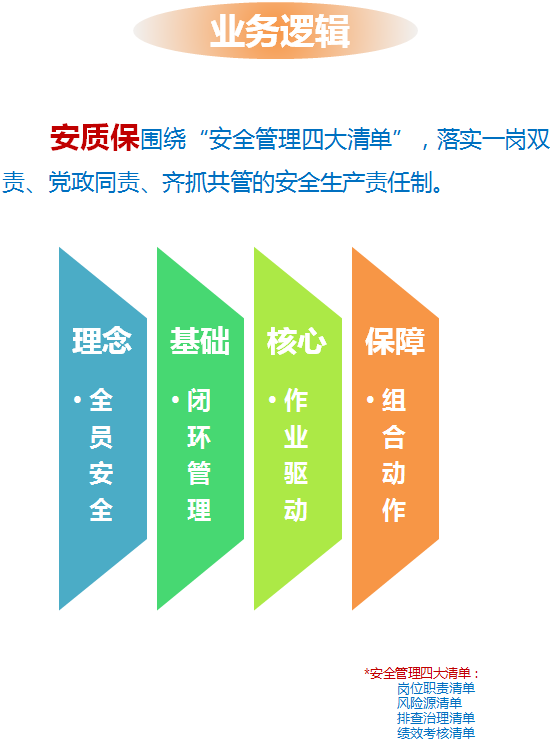 业务逻辑
安质保围绕“安全管理四大清单”，落实一岗双
责、党政同责、齐抓共管的安全生产责任制。
理念
•全员安全
基础
•闭环管理
核心
•作业驱动
保障
•组合动作
*安全管理四大清单：
岗位职责清单
风险源清单
排查治理清单
绩效考核清单